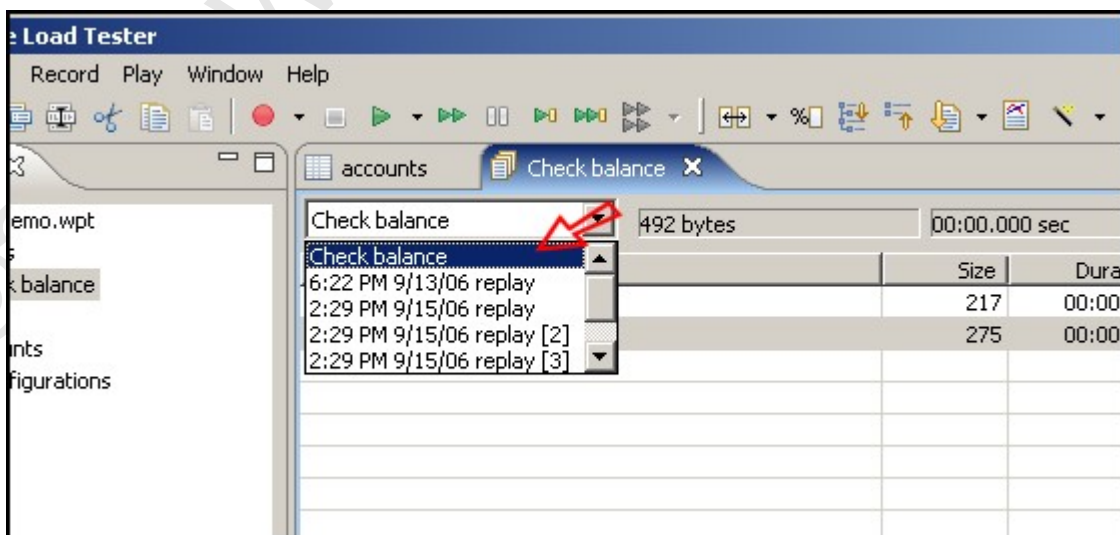 e Load Tester
Record Play Window Help
%
accounts Check balance
emo.wpt
Check balance 492 bytes 00:00.000 sec
Check balance
Size Dura
k balance
6:22 PM 9/13/06 replay
217 00:00
2:29 PM 9/15/06 replay
2:29 PM 9/15/06 replay [2]
275 00:00
unts
2:29 PM 9/15/06 replay [3]
figurations